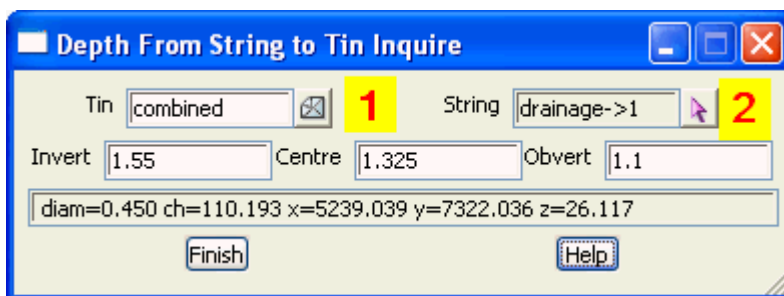 Depth From String to Tin Inquire
Tin combined 1 String drainage->1 2
Invert 1.55 Centre 1.325 Obvert 1.1
diam=0.450 ch=110.193 x=5239.039 y=7322.036 z=26.117
Finish Help